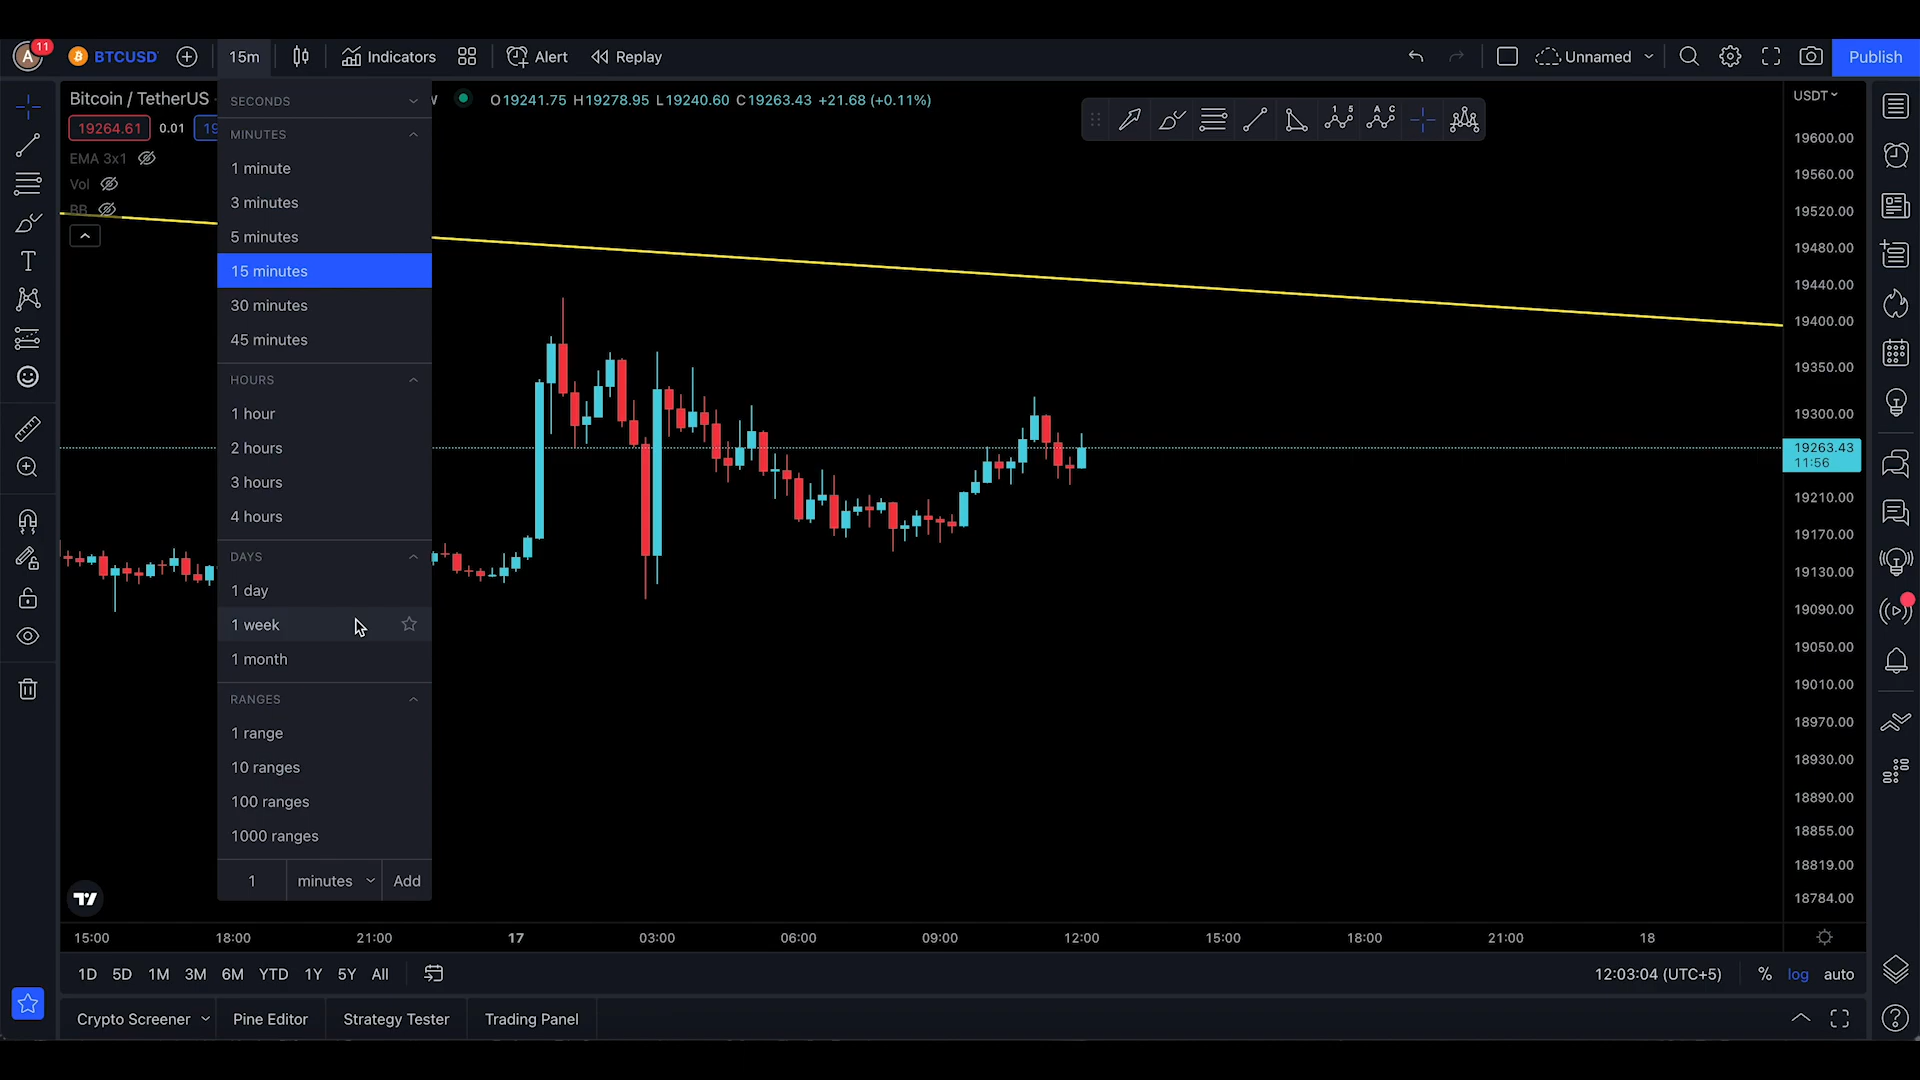 A 11 BTCUSD 15m Indicators Alert Replay Unnamed Publish
Bitcoin / TetherUS O19241.75 H19278.95 L19240.60 C19263.43 +21.68 (+0.11%) USDT
19264.61 0.01 19
EMA 3x1
Vol
BB
SECONDS
MINUTES
1 minute
3 minutes
5 minutes
15 minutes
30 minutes
45 minutes
HOURS
1 hour
2 hours
3 hours
4 hours
DAYS
1 day
1 week
1 month
RANGES
1 range
10 ranges
100 ranges
1000 ranges
1 minutes Add
1 5
A C
T
19600.00
19560.00
19520.00
19480.00
19440.00
19400.00
19350.00
19300.00
19263.43
11:56
19210.00
19170.00
19130.00
19090.00
19050.00
19010.00
18970.00
18930.00
18890.00
18855.00
18819.00
18784.00
15:00 18:00 21:00 17 03:00 06:00 09:00 12:00 15:00 18:00 21:00 18
1D 5D 1M 3M 6M YTD 1Y 5Y All 12:03:04 (UTC+5) % log auto
Crypto Screener Pine Editor Strategy Tester Trading Panel